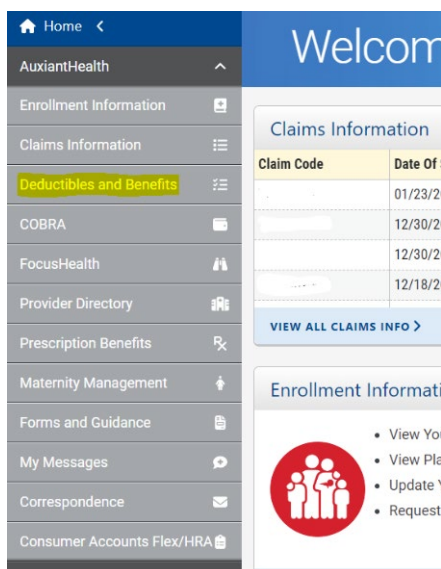 Home
AuxiantHealth
Enrollment Information
Claims Information
Deductibles and Benefits
COBRA
FocusHealth
Provider Directory
Prescription Benefits
Maternity Management
Forms and Guidance
My Messages
Correspondence
Consumer Accounts Flex/HRA
Welcom
Claims Information
Claim Code Date Of
01/23/2
12/30/2
12/30/2
12/18/2
VIEW ALL CLAIMS INFO >
Enrollment Informati
• View You
• View Pla
• Update
• Request